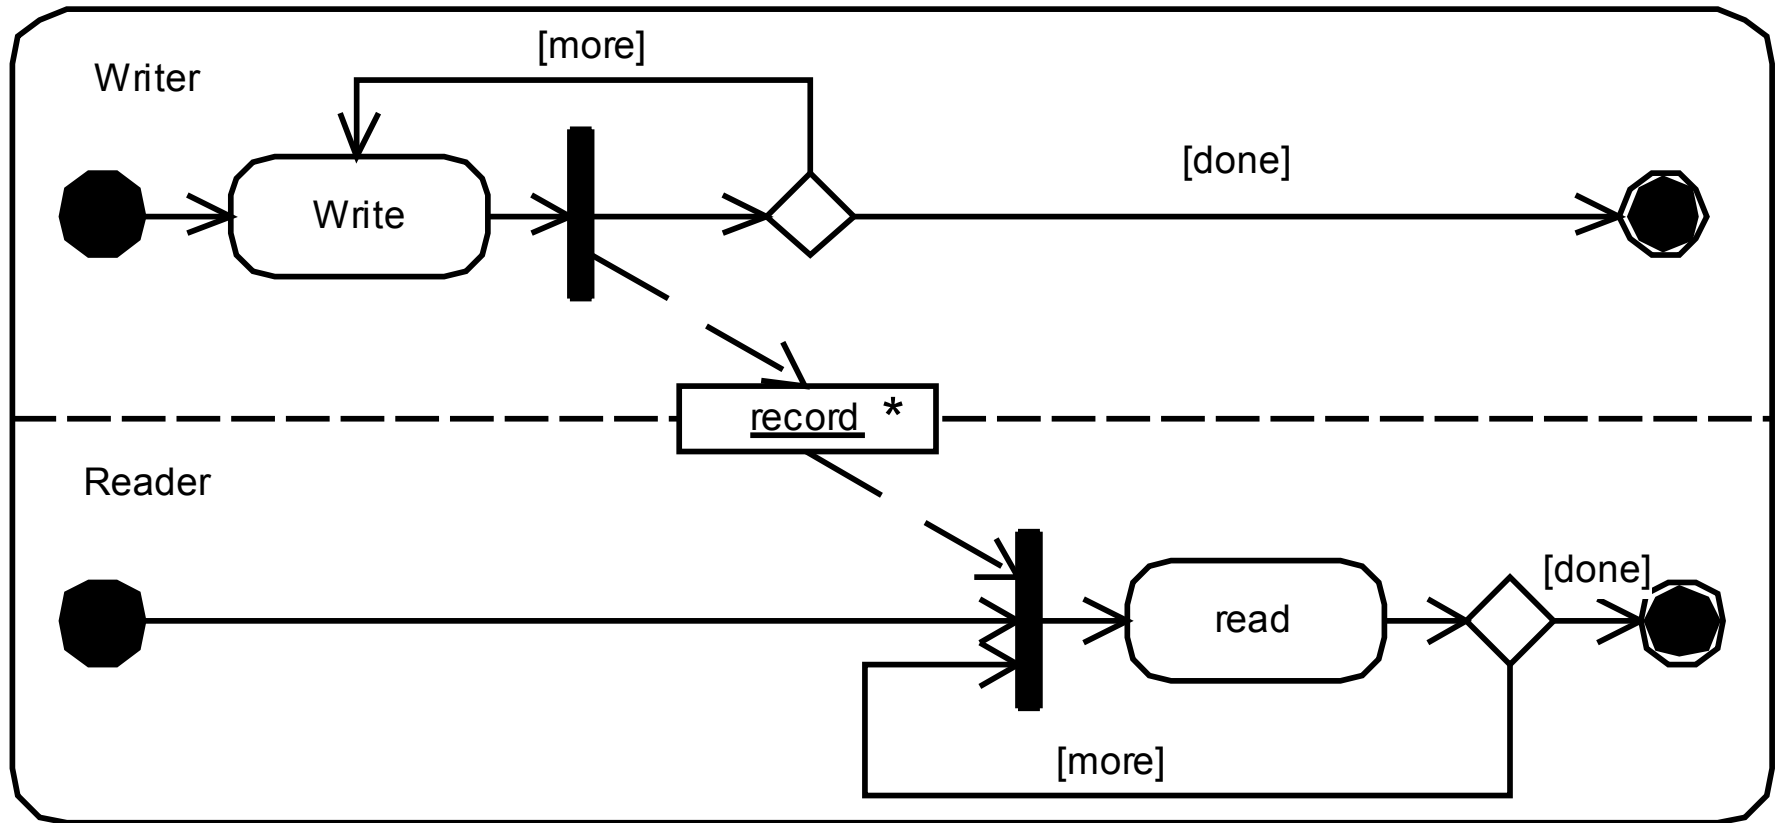 [more]
Writer
[done]
Write
record *
Reader
[done]
read
[more]